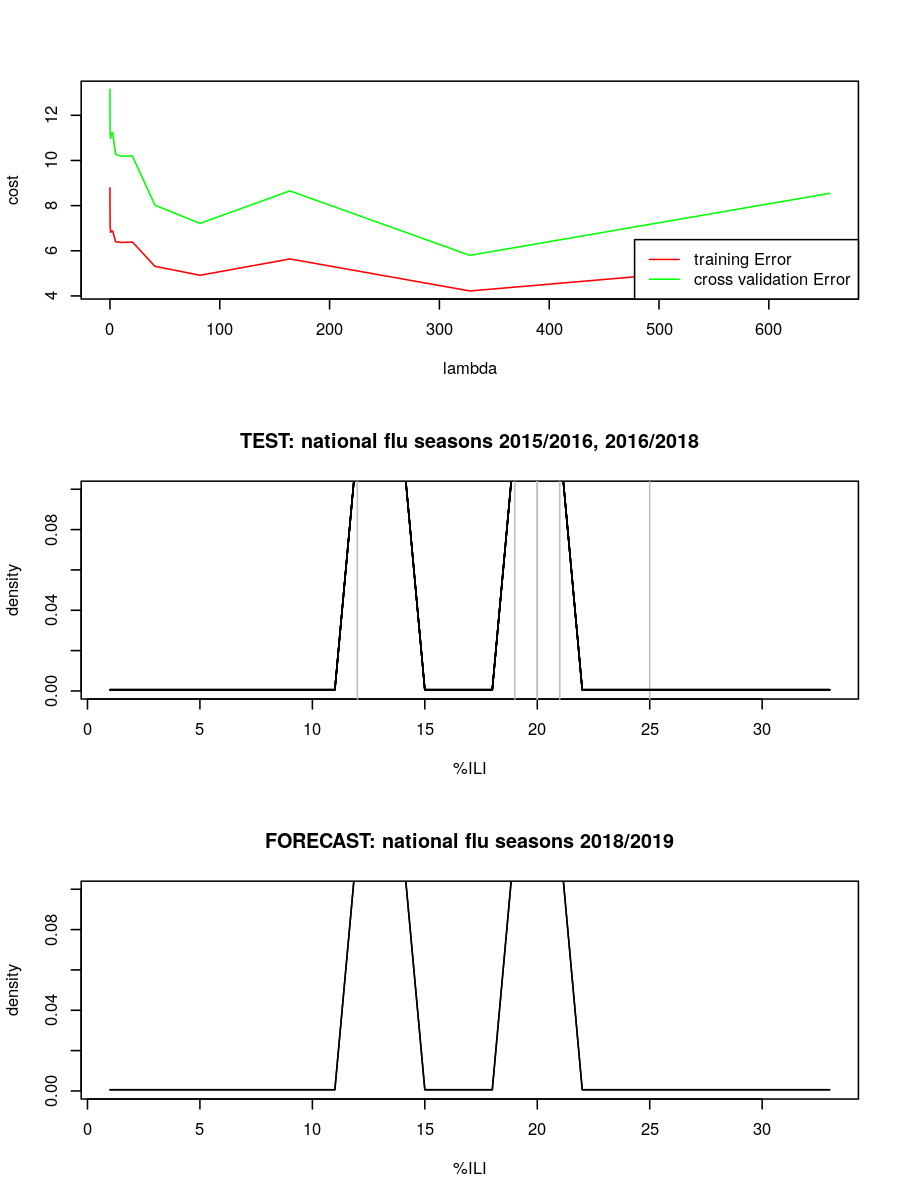 12
10
8
6
4
cost
training Error
cross validation Error
0 100 200 300 400 500 600
lambda
TEST: national flu seasons 2015/2016, 2016/2018
0.08
0.04
0.00
density
0 5 10 15 20 25 30
%ILI
FORECAST: national flu seasons 2018/2019
0.08
0.04
0.00
density
0 5 10 15 20 25 30
%ILI